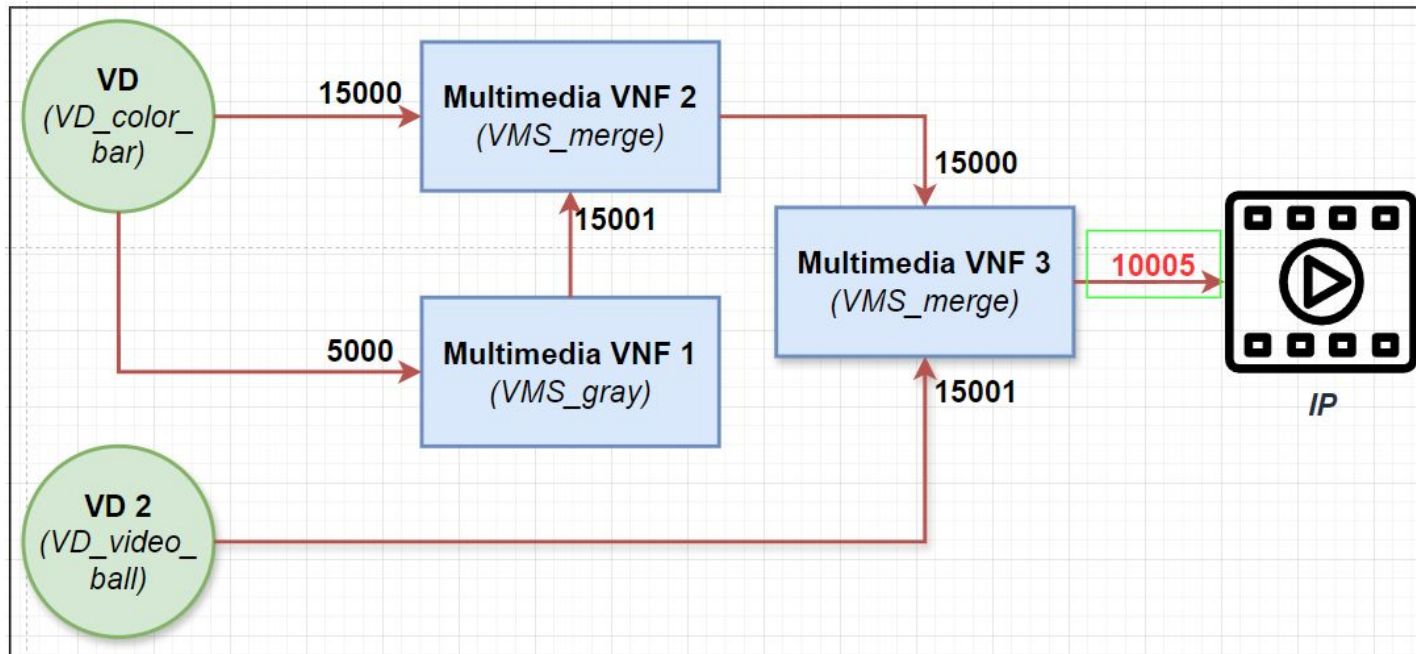 VD
(VD_color_
bar)
15000
Multimedia VNF 2
(VMS_merge)
15000
15001
Multimedia VNF 3
(VMS_merge)
10005
5000
Multimedia VNF 1
(VMS_gray)
15001
IP
VD 2
(VD_video_
ball)